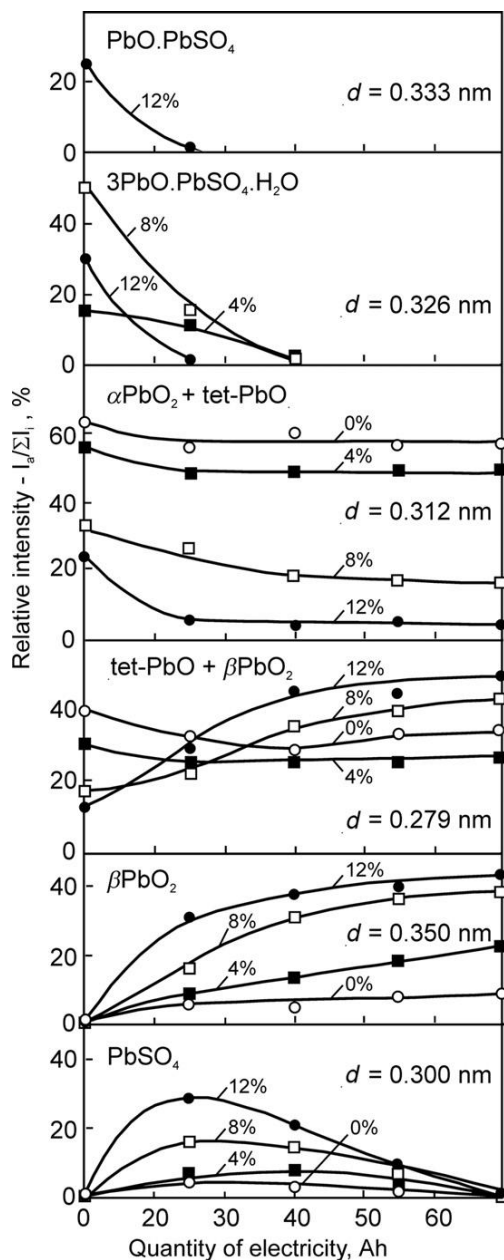 PbO.PbSO₄
20
0
12%
d = 0.333 nm
3PbO.PbSO₄.H₂O
40
20
0
8%
12%
4%
d = 0.326 nm
αPbO₂ + tet-PbO
60
40
20
0
0%
4%
d = 0.312 nm
8%
12%
tet-PbO + βPbO₂
40
20
0
12%
8%
0%
4%
d = 0.279 nm
βPbO₂
40
20
0
12%
8%
d = 0.350 nm
4%
0%
PbSO₄
40
20
0
d = 0.300 nm
12%
0%
8%
4%
0 20 40 60
Quantity of electricity, Ah
Relative intensity - Iₐ/ΣIᵢ , %